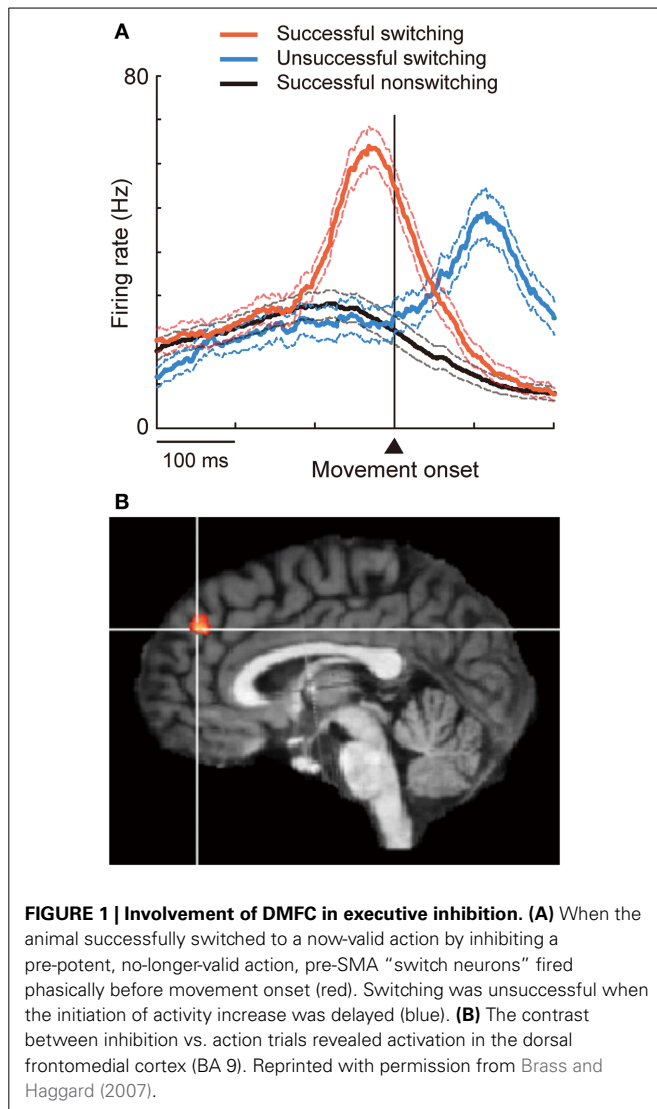 A
Successful switching
Unsuccessful switching
Successful nonswitching
80
Firing rate (Hz)
0
100 ms
Movement onset
B
FIGURE 1 | Involvement of DMFC in executive inhibition. (A) When the
animal successfully switched to a now-valid action by inhibiting a
pre-potent, no-longer-valid action, pre-SMA “switch neurons” fired
phasically before movement onset (red). Switching was unsuccessful when
the initiation of activity increase was delayed (blue). (B) The contrast
between inhibition vs. action trials revealed activation in the dorsal
frontomedial cortex (BA 9). Reprinted with permission from Brass and
Haggard (2007).